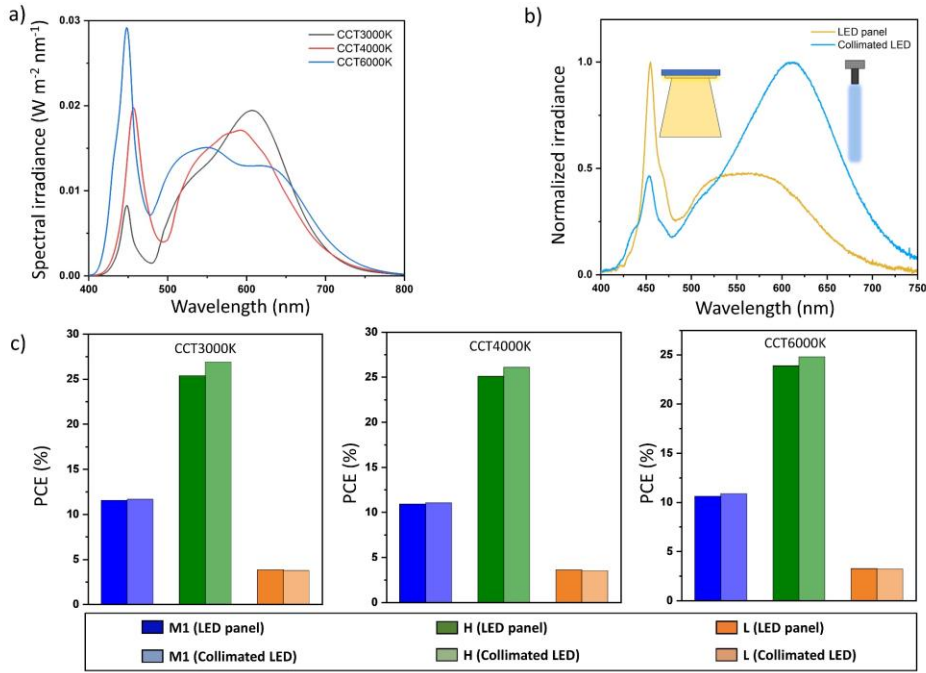 a)
CCT3000K
CCT4000K
CCT6000K
Spectral irradiance (W m⁻² nm⁻¹)
0.03
0.02
0.01
0.00
400 500 600 700 800
Wavelength (nm)
b)
LED panel
Collimated LED
Normalized irradiance
1.0
0.5
0.0
400 450 500 550 600 650 700 750
Wavelength (nm)
c)
CCT3000K
PCE (%)
30
25
20
15
10
5
0
CCT4000K
PCE (%)
30
25
20
15
10
5
0
CCT6000K
PCE (%)
25
20
15
10
5
0
M1 (LED panel) H (LED panel) L (LED panel)
M1 (Collimated LED) H (Collimated LED) L (Collimated LED)